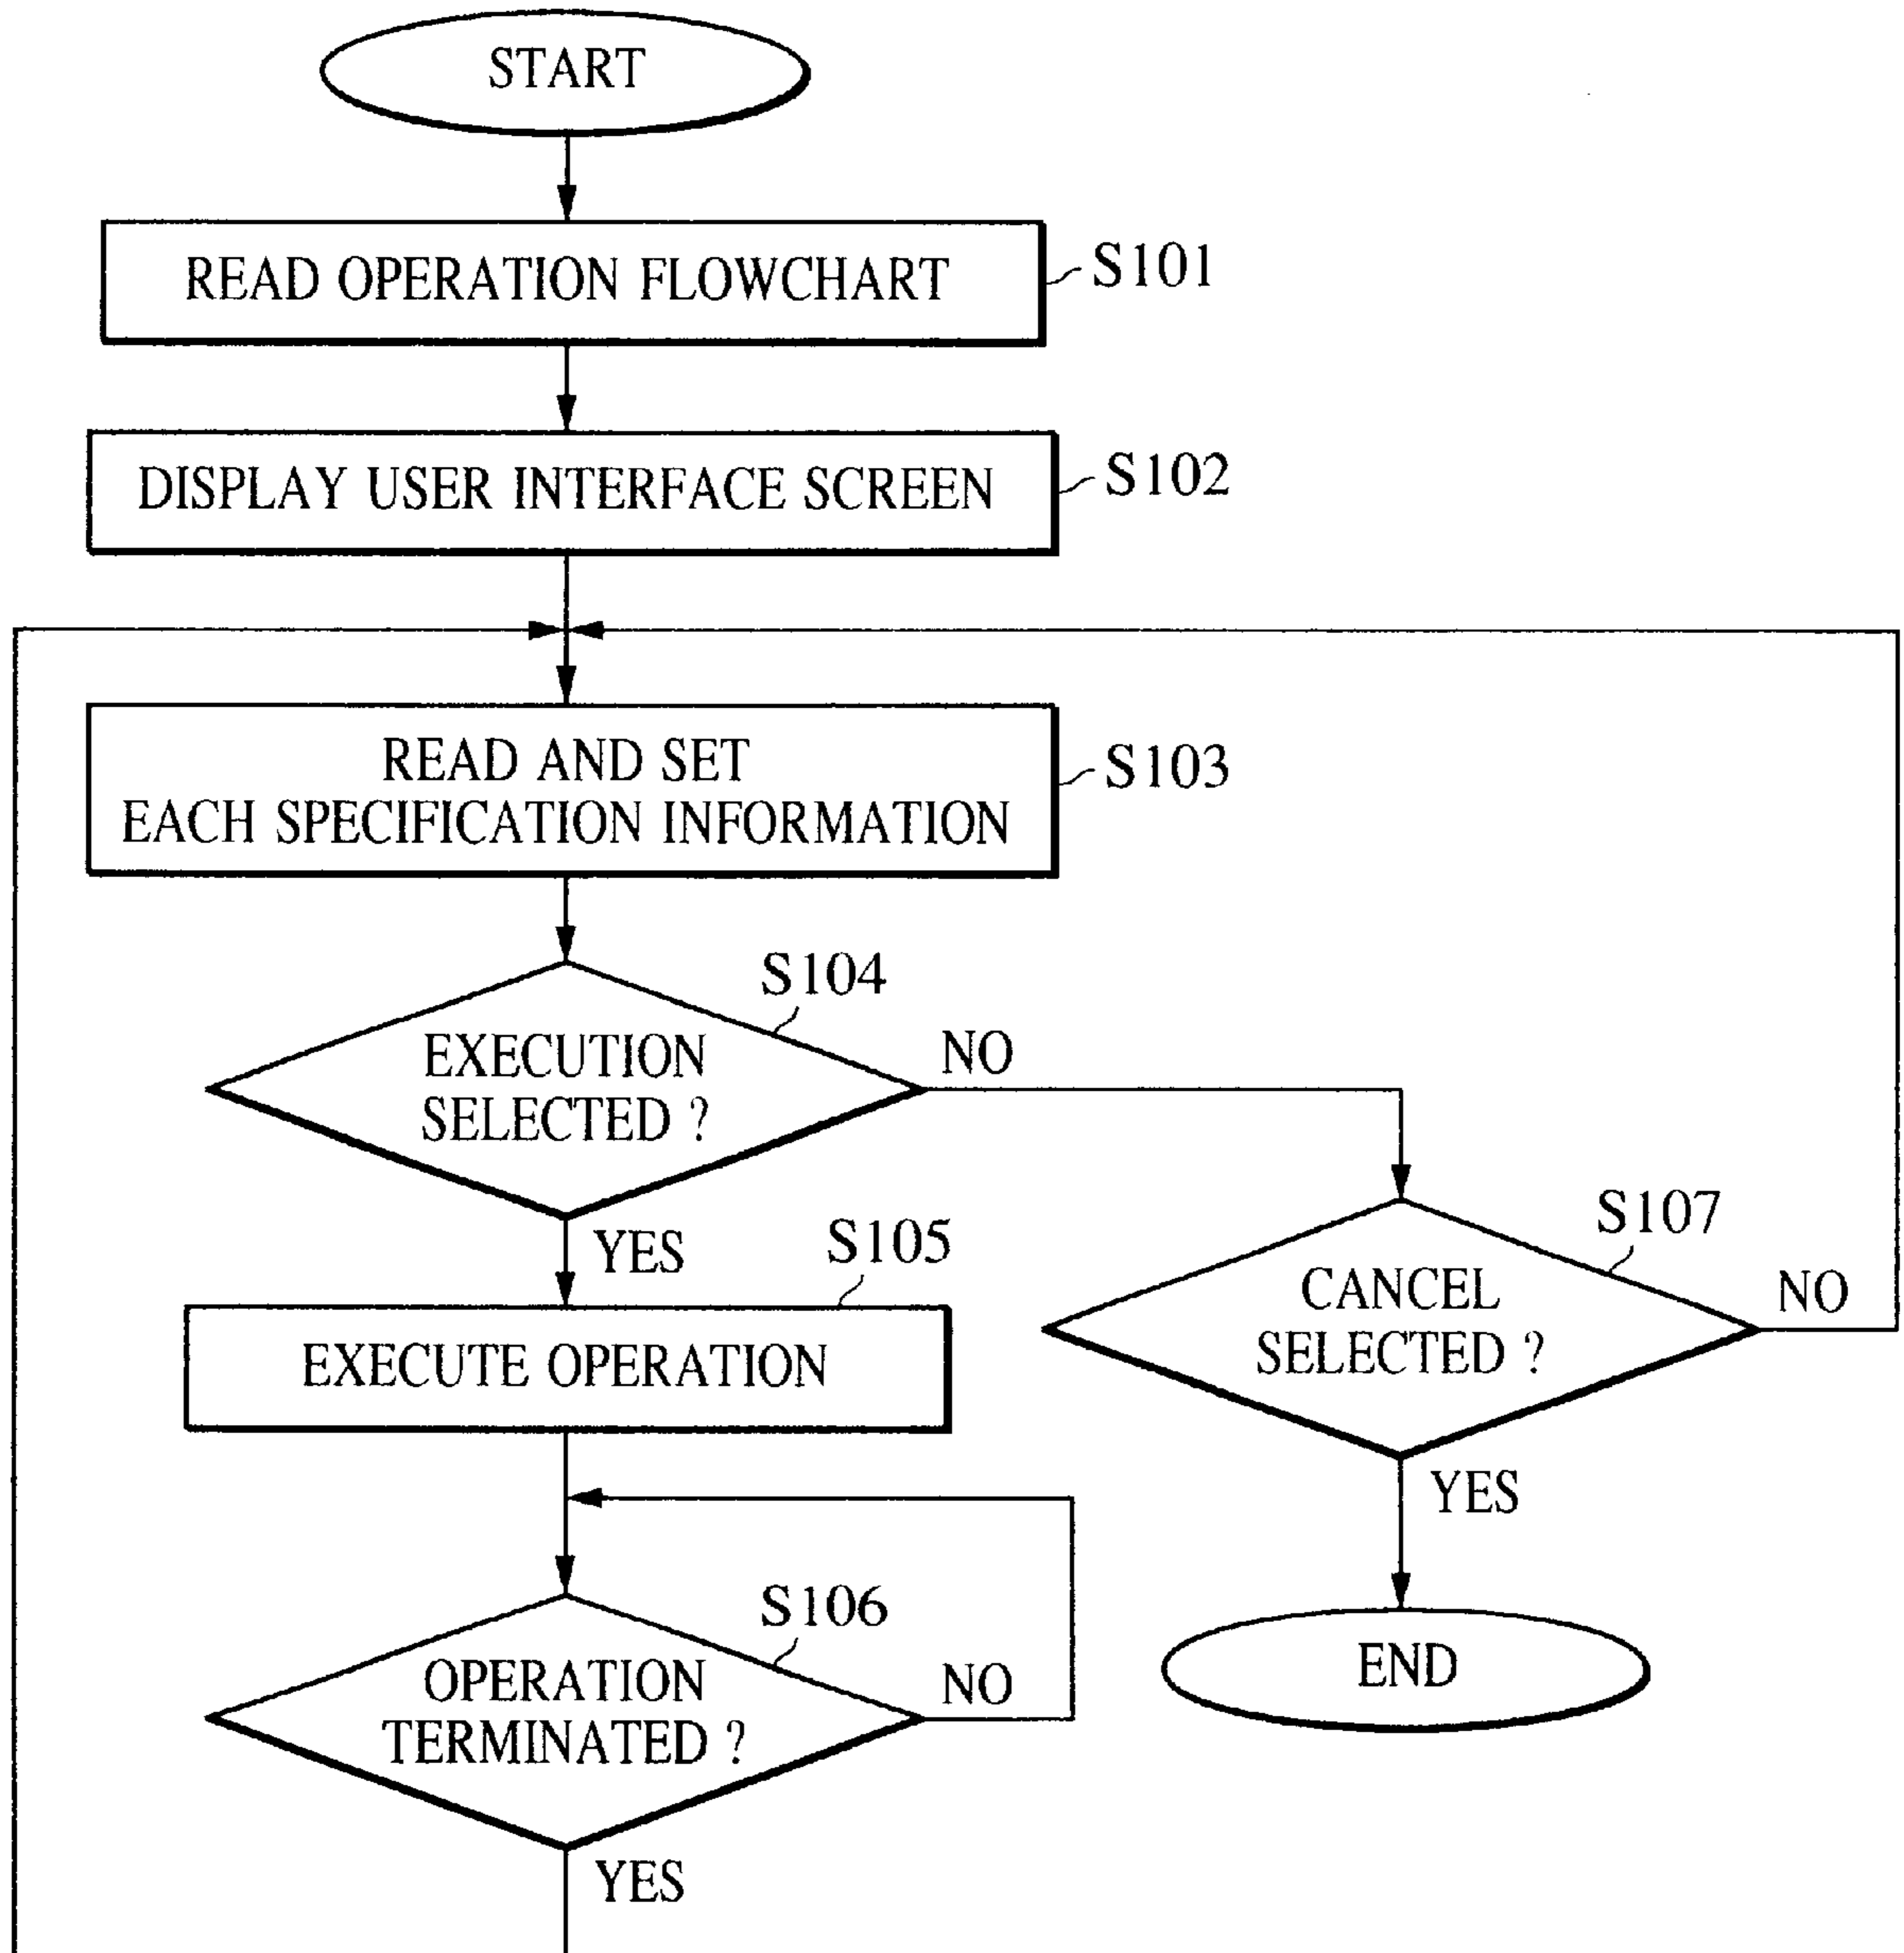 START
READ OPERATION FLOWCHART
S101
DISPLAY USER INTERFACE SCREEN
S102
READ AND SET
EACH SPECIFICATION INFORMATION
S103
S104
EXECUTION
SELECTED ?
NO
YES
S105
EXECUTE OPERATION
S107
CANCEL
SELECTED ?
NO
YES
S106
OPERATION
TERMINATED ?
NO
YES
END